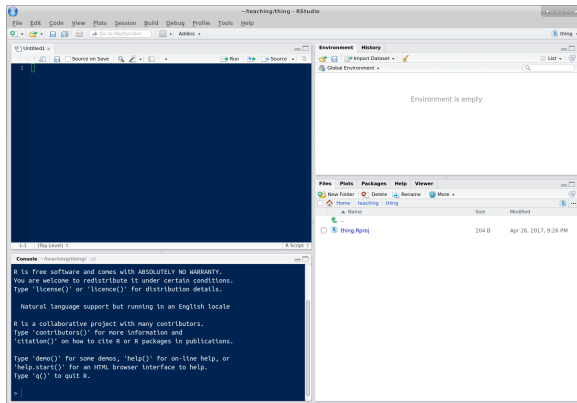 ~/teaching/thing - RStudio
File Edit Code View Plots Session Build Debug Profile Tools Help
Go to file/function Addins
thing
Untitled1
Source on Save Run Source
1
1:1 (Top Level) R Script
Console ~/teaching/thing/
R is free software and comes with ABSOLUTELY NO WARRANTY.
You are welcome to redistribute it under certain conditions.
Type 'license()' or 'licence()' for distribution details.
Natural language support but running in an English locale
R is a collaborative project with many contributors.
Type 'contributors()' for more information and
'citation()' on how to cite R or R packages in publications.
Type 'demo()' for some demos, 'help()' for on-line help, or
'help.start()' for an HTML browser interface to help.
Type 'q()' to quit R.
>
Environment History
Import Dataset List
Global Environment
Environment is empty
Files Plots Packages Help Viewer
New Folder Delete Rename More
Home teaching thing
Name Size Modified
..
thing.Rproj 204 B Apr 26, 2017, 9:26 PM